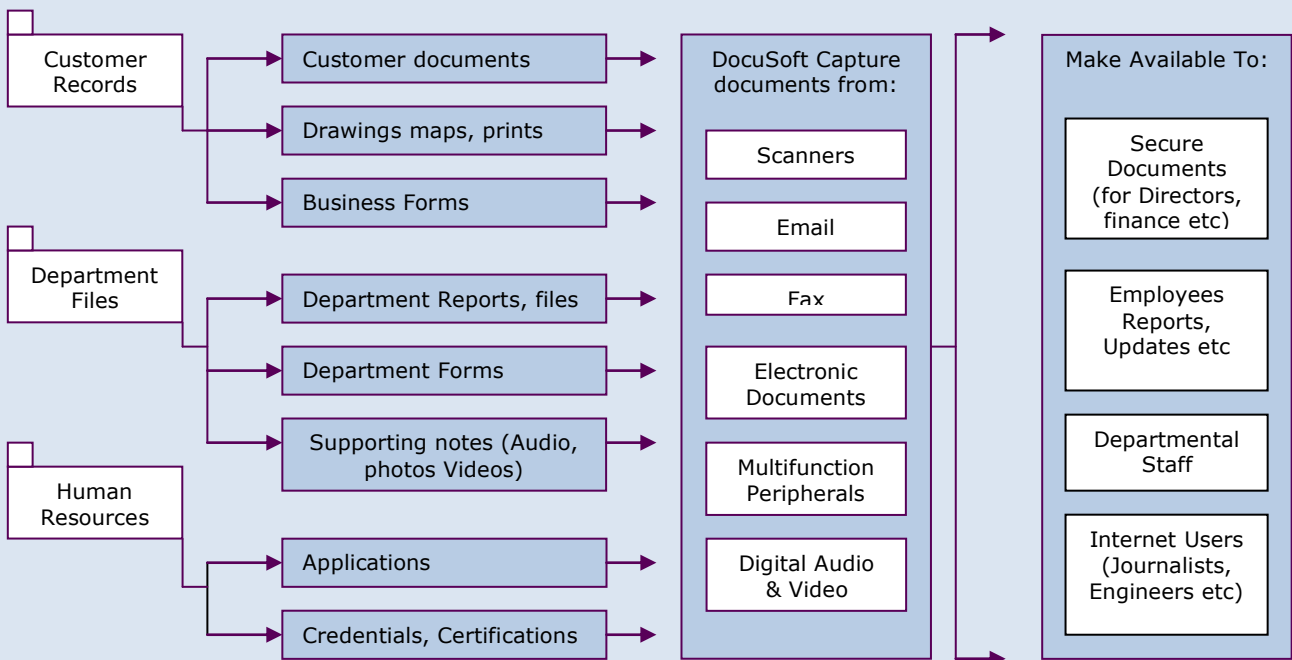 Customer
Records
Customer documents
Drawings maps, prints
Business Forms
Department
Files
Department Reports, files
Department Forms
Supporting notes (Audio,
photos Videos)
Human
Resources
Applications
Credentials, Certifications
DocuSoft Capture
documents from:
Scanners
Email
Fax
Electronic
Documents
Multifunction
Peripherals
Digital Audio
& Video
Make Available To:
Secure
Documents
(for Directors,
finance etc)
Employees
Reports,
Updates etc
Departmental
Staff
Internet Users
(Journalists,
Engineers etc)